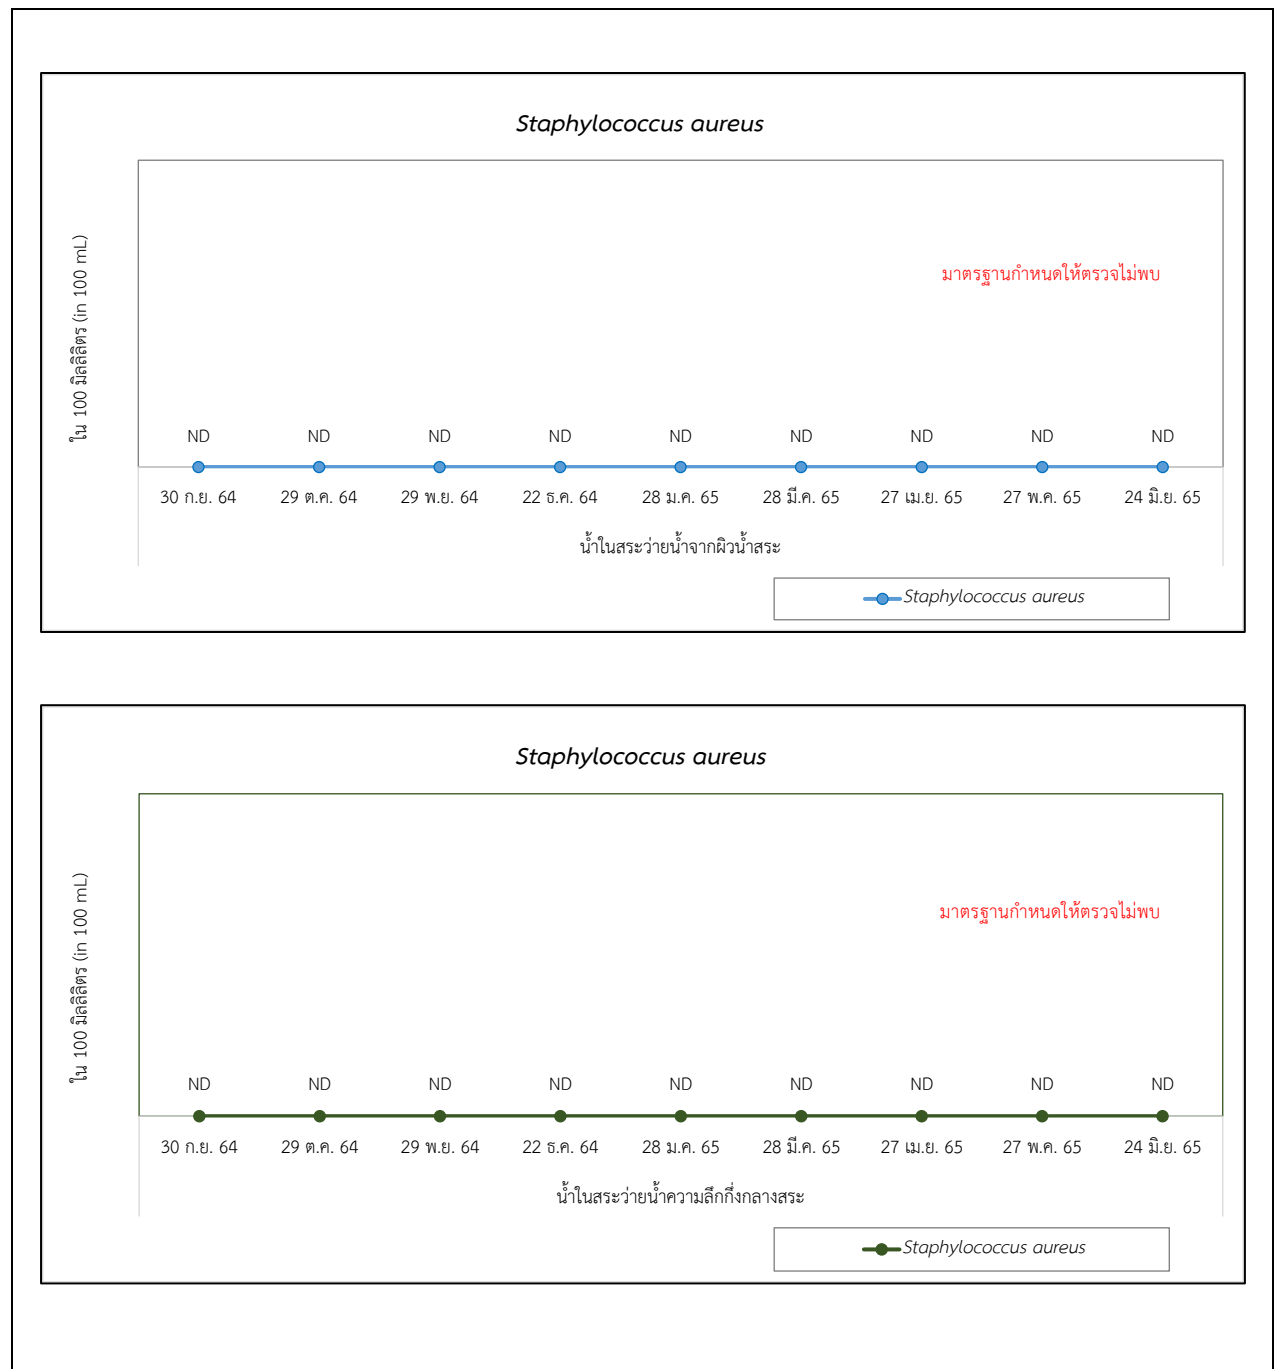 Staphylococcus aureus
ใน 100 มิลลิลิตร (in 100 mL)
มาตรฐานกำหนดให้ตรวจไม่พบ
ND ND ND ND ND ND ND ND ND
30 ก.ย. 64 29 ต.ค. 64 29 พ.ย. 64 22 ธ.ค. 64 28 ม.ค. 65 28 มี.ค. 65 27 เม.ย. 65 27 พ.ค. 65 24 มิ.ย. 65
น้ำในสระว่ายน้ำจากผิวน้ำสระ
Staphylococcus aureus
Staphylococcus aureus
ใน 100 มิลลิลิตร (in 100 mL)
มาตรฐานกำหนดให้ตรวจไม่พบ
ND ND ND ND ND ND ND ND ND
30 ก.ย. 64 29 ต.ค. 64 29 พ.ย. 64 22 ธ.ค. 64 28 ม.ค. 65 28 มี.ค. 65 27 เม.ย. 65 27 พ.ค. 65 24 มิ.ย. 65
น้ำในสระว่ายน้ำความลึกกึ่งกลางสระ
Staphylococcus aureus